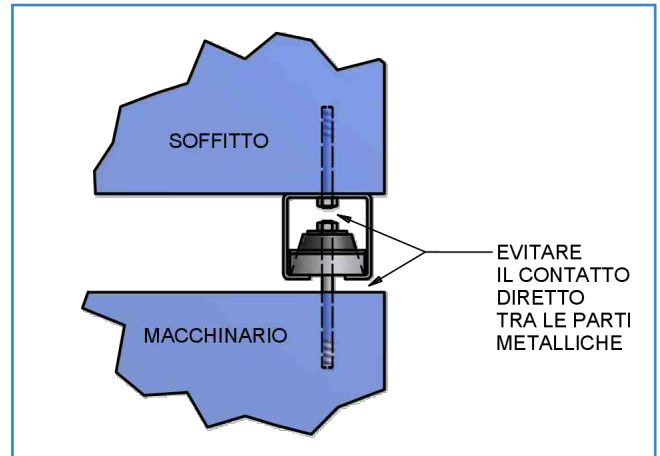 SOFFITTO
EVITARE
IL CONTATTO
DIRETTO
TRA LE PARTI
METALLICHE
MACCHINARIO